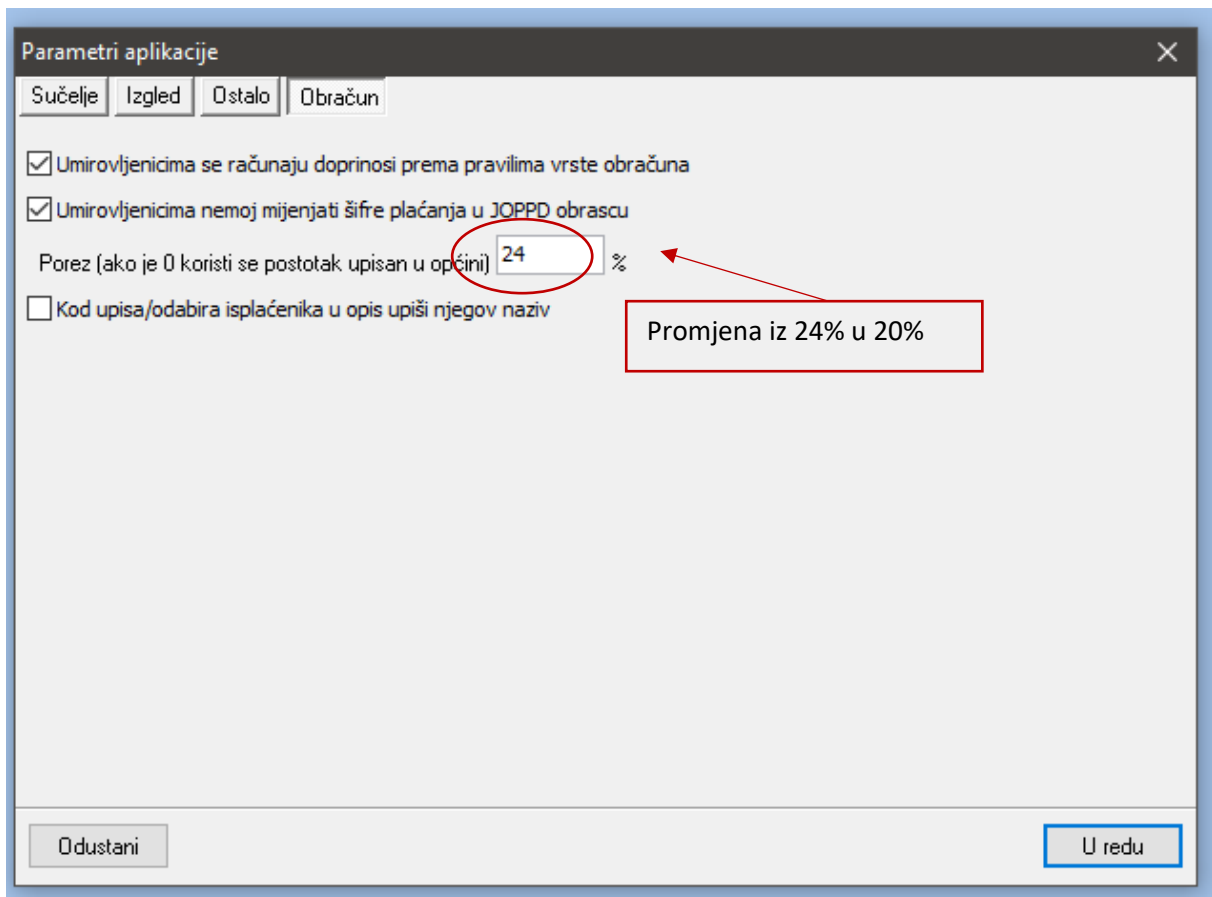 Parametri aplikacije
Sučelje Izgled Ostalo Obračun
Umirovljenicima se računaju doprinosi prema pravilima vrste obračuna
Umirovljenicima nemoj mijenjati šifre plaćanja u JOPPD obrascu
Porez (ako je 0 koristi se postotak upisan u općini) 24 %
Kod upisa/odabira isplaćenika u opis upiši njegov naziv
Promjena iz 24% u 20%
Odustani U redu